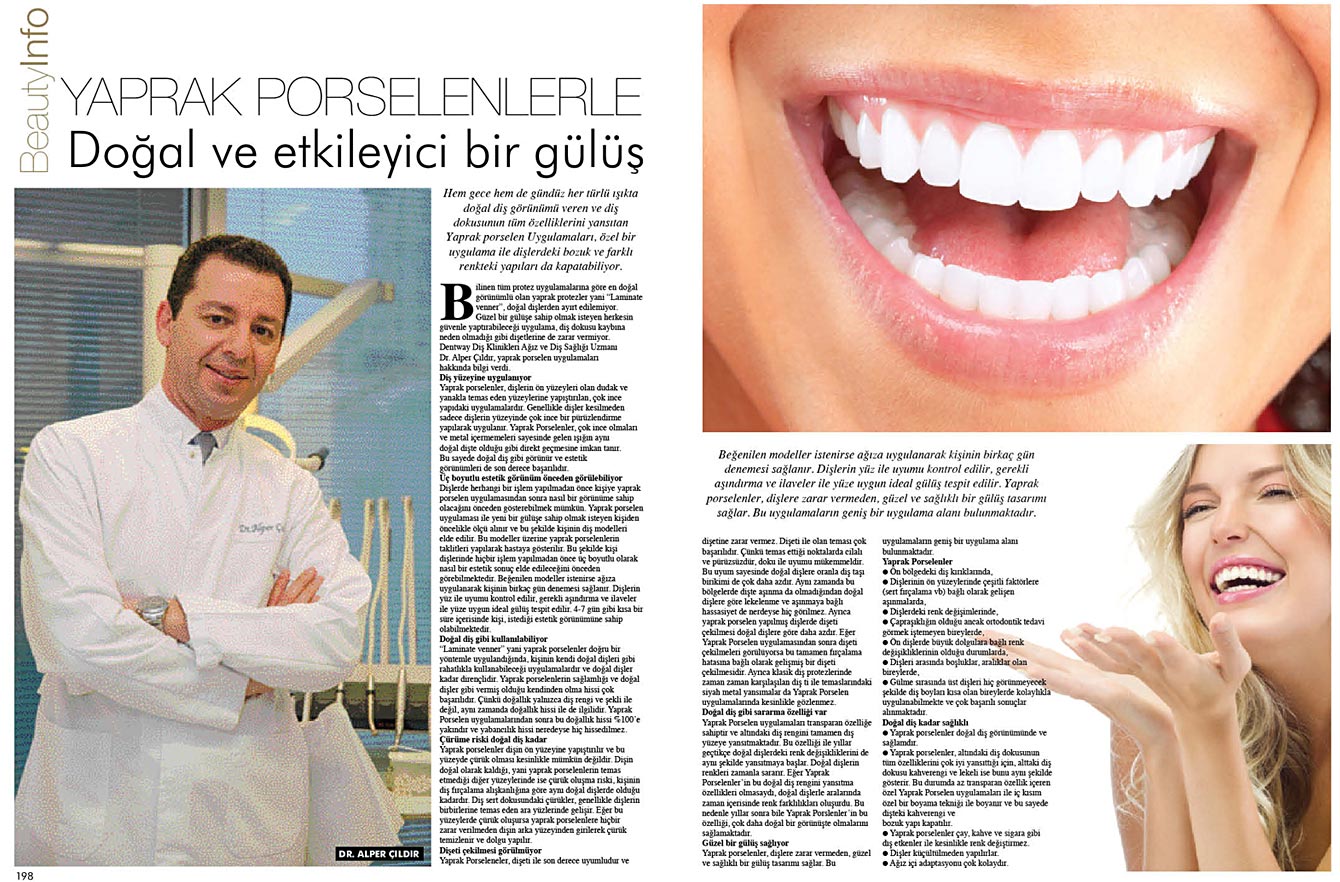 BeautyInfo
YAPRAK PORSELENLERLE
Doğal ve etkileyici bir gülüş
Hem gece hem de gündüz her türlü ışıkta
doğal diş görünümü veren ve diş
dokusunun tüm özelliklerini yansıtan
Yaprak porselen Uygulamaları, özel bir
uygulama ile dişlerdeki bozuk ve farklı
renkteki yapıları da kapatabiliyor.
Bilinen tüm protez uygulamalarına göre en doğal
görünümlü olan yaprak protezler yani "Laminate
venner", doğal dişlerden ayırt edilemiyor.
Güzel bir gülüşe sahip olmak isteyen herkesin
güvenle yaptırabileceği uygulama, diş dokusu kaybına
neden olmadığı gibi dişetlerine de zarar vermiyor.
Dentway Diş Klinikleri Ağız ve Diş Sağlığı Uzmanı
Dr. Alper Çıldır, yaprak porselen uygulamaları
hakkında bilgi verdi.
Diş yüzeyine uygulanıyor
Yaprak porselenler, dişlerin ön yüzeyleri olan dudak ve
yanakla temas eden yüzeylerine yapıştırılan, çok ince
yapıdaki uygulamalardır. Genellikle dişler kesilmeden
sadece dişlerin yüzeyinde çok ince bir pürüzlendirme
yapılarak uygulanır. Yaprak Porselenler, çok ince olmaları
ve metal içermemeleri sayesinde gelen ışığın aynı
doğal dişte olduğu gibi direkt geçmesine imkan tanır.
Bu sayede doğal diş gibi görünür ve estetik
görünümleri de son derece başarılıdır.
Üç boyutlu estetik görünüm önceden görülebiliyor
Dişlerde herhangi bir işlem yapılmadan önce kişiye yaprak
porselen uygulamasından sonra nasıl bir görünüme sahip
olacağını önceden gösterebilmek mümkün. Yaprak porselen
uygulaması ile yeni bir gülüşe sahip olmak isteyen kişiden
öncelikle ölçü alınır ve bu şekilde kişinin diş modelleri
elde edilir. Bu modeller üzerine yaprak porselenlerin
taklitleri yapılarak hastaya gösterilir. Bu şekilde kişi
dişlerinde hiçbir işlem yapılmadan önce üç boyutlu olarak
nasıl bir estetik sonuç elde edileceğini önceden
görebilmektedir. Beğenilen modeller istenirse ağıza
uygulanarak kişinin birkaç gün denemesi sağlanır. Dişlerin
yüz ile uyumu kontrol edilir, gerekli aşındırma ve ilaveler
ile yüze uygun ideal gülüş tespit edilir. 4-7 gün gibi kısa bir
süre içerisinde kişi, istediği estetik görünümüne sahip
olabilmektedir.
Doğal diş gibi kullanılabiliyor
"Laminate venner" yani yaprak porselenler doğru bir
yöntemle uygulandığında, kişinin kendi dişleri gibi
rahatlıkla kullanabileceği uygulamalardır ve doğal dişler
kadar dirençlidir. Yaprak porselenlerin sağlamlığı ve doğal
dişler gibi vermiş olduğu kendinden olma hissi çok
başarılıdır. Çünkü doğallık yalnızca diş rengi ve şekli ile
değil, aynı zamanda doğallık hissi ile de ilgilidir. Yaprak
Porselen uygulamalarından sonra bu doğallık hissi %100'e
yakındır ve yabancılık hissi neredeyse hiç hissedilmez.
Çürüme riski doğal diş kadar
Yaprak porselenler dişin ön yüzeyine yapıştırılır ve bu
yüzeyde çürük olması kesinlikle mümkün değildir. Dişin
doğal olarak kaldığı, yani yaprak porselenlerin temas
etmediği diğer yüzeylerinde ise çürük oluşma riski, kişinin
diş fırçalama alışkanlığına göre aynı doğal dişlerde olduğu
kadardır. Diş sert dokusundaki çürükler, genellikle dişlerin
birbirlerine temas eden ara yüzlerinde gelişir. Eğer bu
yüzeylerde çürük oluşursa yaprak porselenlere hiçbir
zarar verilmeden dişin arka yüzeyinden girilerek çürük
temizlenir ve dolgu yapılır.
Dişeti çekilmesi görülmüyor
Yaprak Porseleneler, dişeti ile son derece uyumludur ve
Dr. Alper Çı
DR. ALPER ÇILDIR
198
Beğenilen modeller istenirse ağıza uygulanarak kişinin birkaç gün
denemesi sağlanır. Dişlerin yüz ile uyumu kontrol edilir, gerekli
aşındırma ve ilaveler ile yüze uygun ideal gülüş tespit edilir. Yaprak
porselenler, dişlere zarar vermeden, güzel ve sağlıklı bir gülüş tasarımı
sağlar. Bu uygulamaların geniş bir uygulama alanı bulunmaktadır.
dişetine zarar vermez. Dişeti ile olan teması çok
başarılıdır. Çünkü temas ettiği noktalarda cilalı
ve pürüzsüzdür, doku ile uyumu mükemmeldir.
Bu uyum sayesinde doğal dişlere oranla diş taşı
birikimi de çok daha azdır. Aynı zamanda bu
bölgelerde dişte aşınma da olmadığından doğal
dişlere göre lekelenme ve aşınmaya bağlı
hassasiyet de nerdeyse hiç görülmez. Ayrıca
yaprak porselen yapılmış dişlerde dişeti
çekilmesi doğal dişlere göre daha azdır. Eğer
Yaprak Porselen uygulamasından sonra dişeti
çekilmeleri görülüyorsa bu tamamen fırçalama
hatasına bağlı olarak gelişmiş bir dişeti
çekilmesidir. Ayrıca klasik diş protezlerinde
zaman zaman karşılaşılan diş ti ile temaslarındaki
siyah metal yansımalar da Yaprak Porselen
uygulamalarında kesinlikle gözlenmez.
Doğal diş gibi sararma özelliği var
Yaprak Porselen uygulamaları transparan özelliğe
sahiptir ve altındaki diş rengini tamamen dış
yüzeye yansıtmaktadır. Bu özelliği ile yıllar
geçtikçe doğal dişlerdeki renk değişikliklerini de
aynı şekilde yansıtmaya başlar. Doğal dişlerin
renkleri zamanla sararır. Eğer Yaprak
Porselenler'in bu doğal diş rengini yansıtma
özellikleri olmasaydı, doğal dişlerle aralarında
zaman içerisinde renk farklılıkları oluşurdu. Bu
nedenle yıllar sonra bile Yaprak Porslenler'in bu
özelliği, çok daha doğal bir görünüşte olmalarını
sağlamaktadır.
Güzel bir gülüş sağlıyor
Yaprak porselenler, dişlere zarar vermeden, güzel
ve sağlıklı bir gülüş tasarımı sağlar. Bu
uygulamaların geniş bir uygulama alanı
bulunmaktadır.
Yaprak Porselenler
● Ön bölgedeki diş kırıklarında,
● Dişlerinin ön yüzeylerinde çeşitli faktörlere
(sert fırçalama vb) bağlı olarak gelişen
aşınmalarda,
● Dişlerdeki renk değişimlerinde,
● Çapraşıklığın olduğu ancak ortodontik tedavi
görmek istemeyen bireylerde,
● Ön dişlerde büyük dolgulara bağlı renk
değişikliklerinin olduğu durumlarda,
● Dişleri arasında boşluklar, aralıklar olan
bireylerde,
● Gülme sırasında üst dişleri hiç görünmeyecek
şekilde diş boyları kısa olan bireylerde kolaylıkla
uygulanabilmekte ve çok başarılı sonuçlar
alınmaktadır.
Doğal diş kadar sağlıklı
● Yaprak porselenler doğal diş görünümünde ve
sağlamdır.
● Yaprak porselenler, altındaki diş dokusunun
tüm özelliklerini çok iyi yansıttığı için, alttaki diş
dokusu kahverengi ve lekeli ise bunu aynı şekilde
gösterir. Bu durumda az transparan özellik içeren
özel Yaprak Porselen uygulamaları ile iç kısım
özel bir boyama tekniği ile boyanır ve bu sayede
dişteki kahverengi ve
bozuk yapı kapatılır.
● Yaprak porselenler çay, kahve ve sigara gibi
dış etkenler ile kesinlikle renk değiştirmez.
● Dişler küçültülmeden yapılırlar.
● Ağız içi adaptasyonu çok kolaydır.